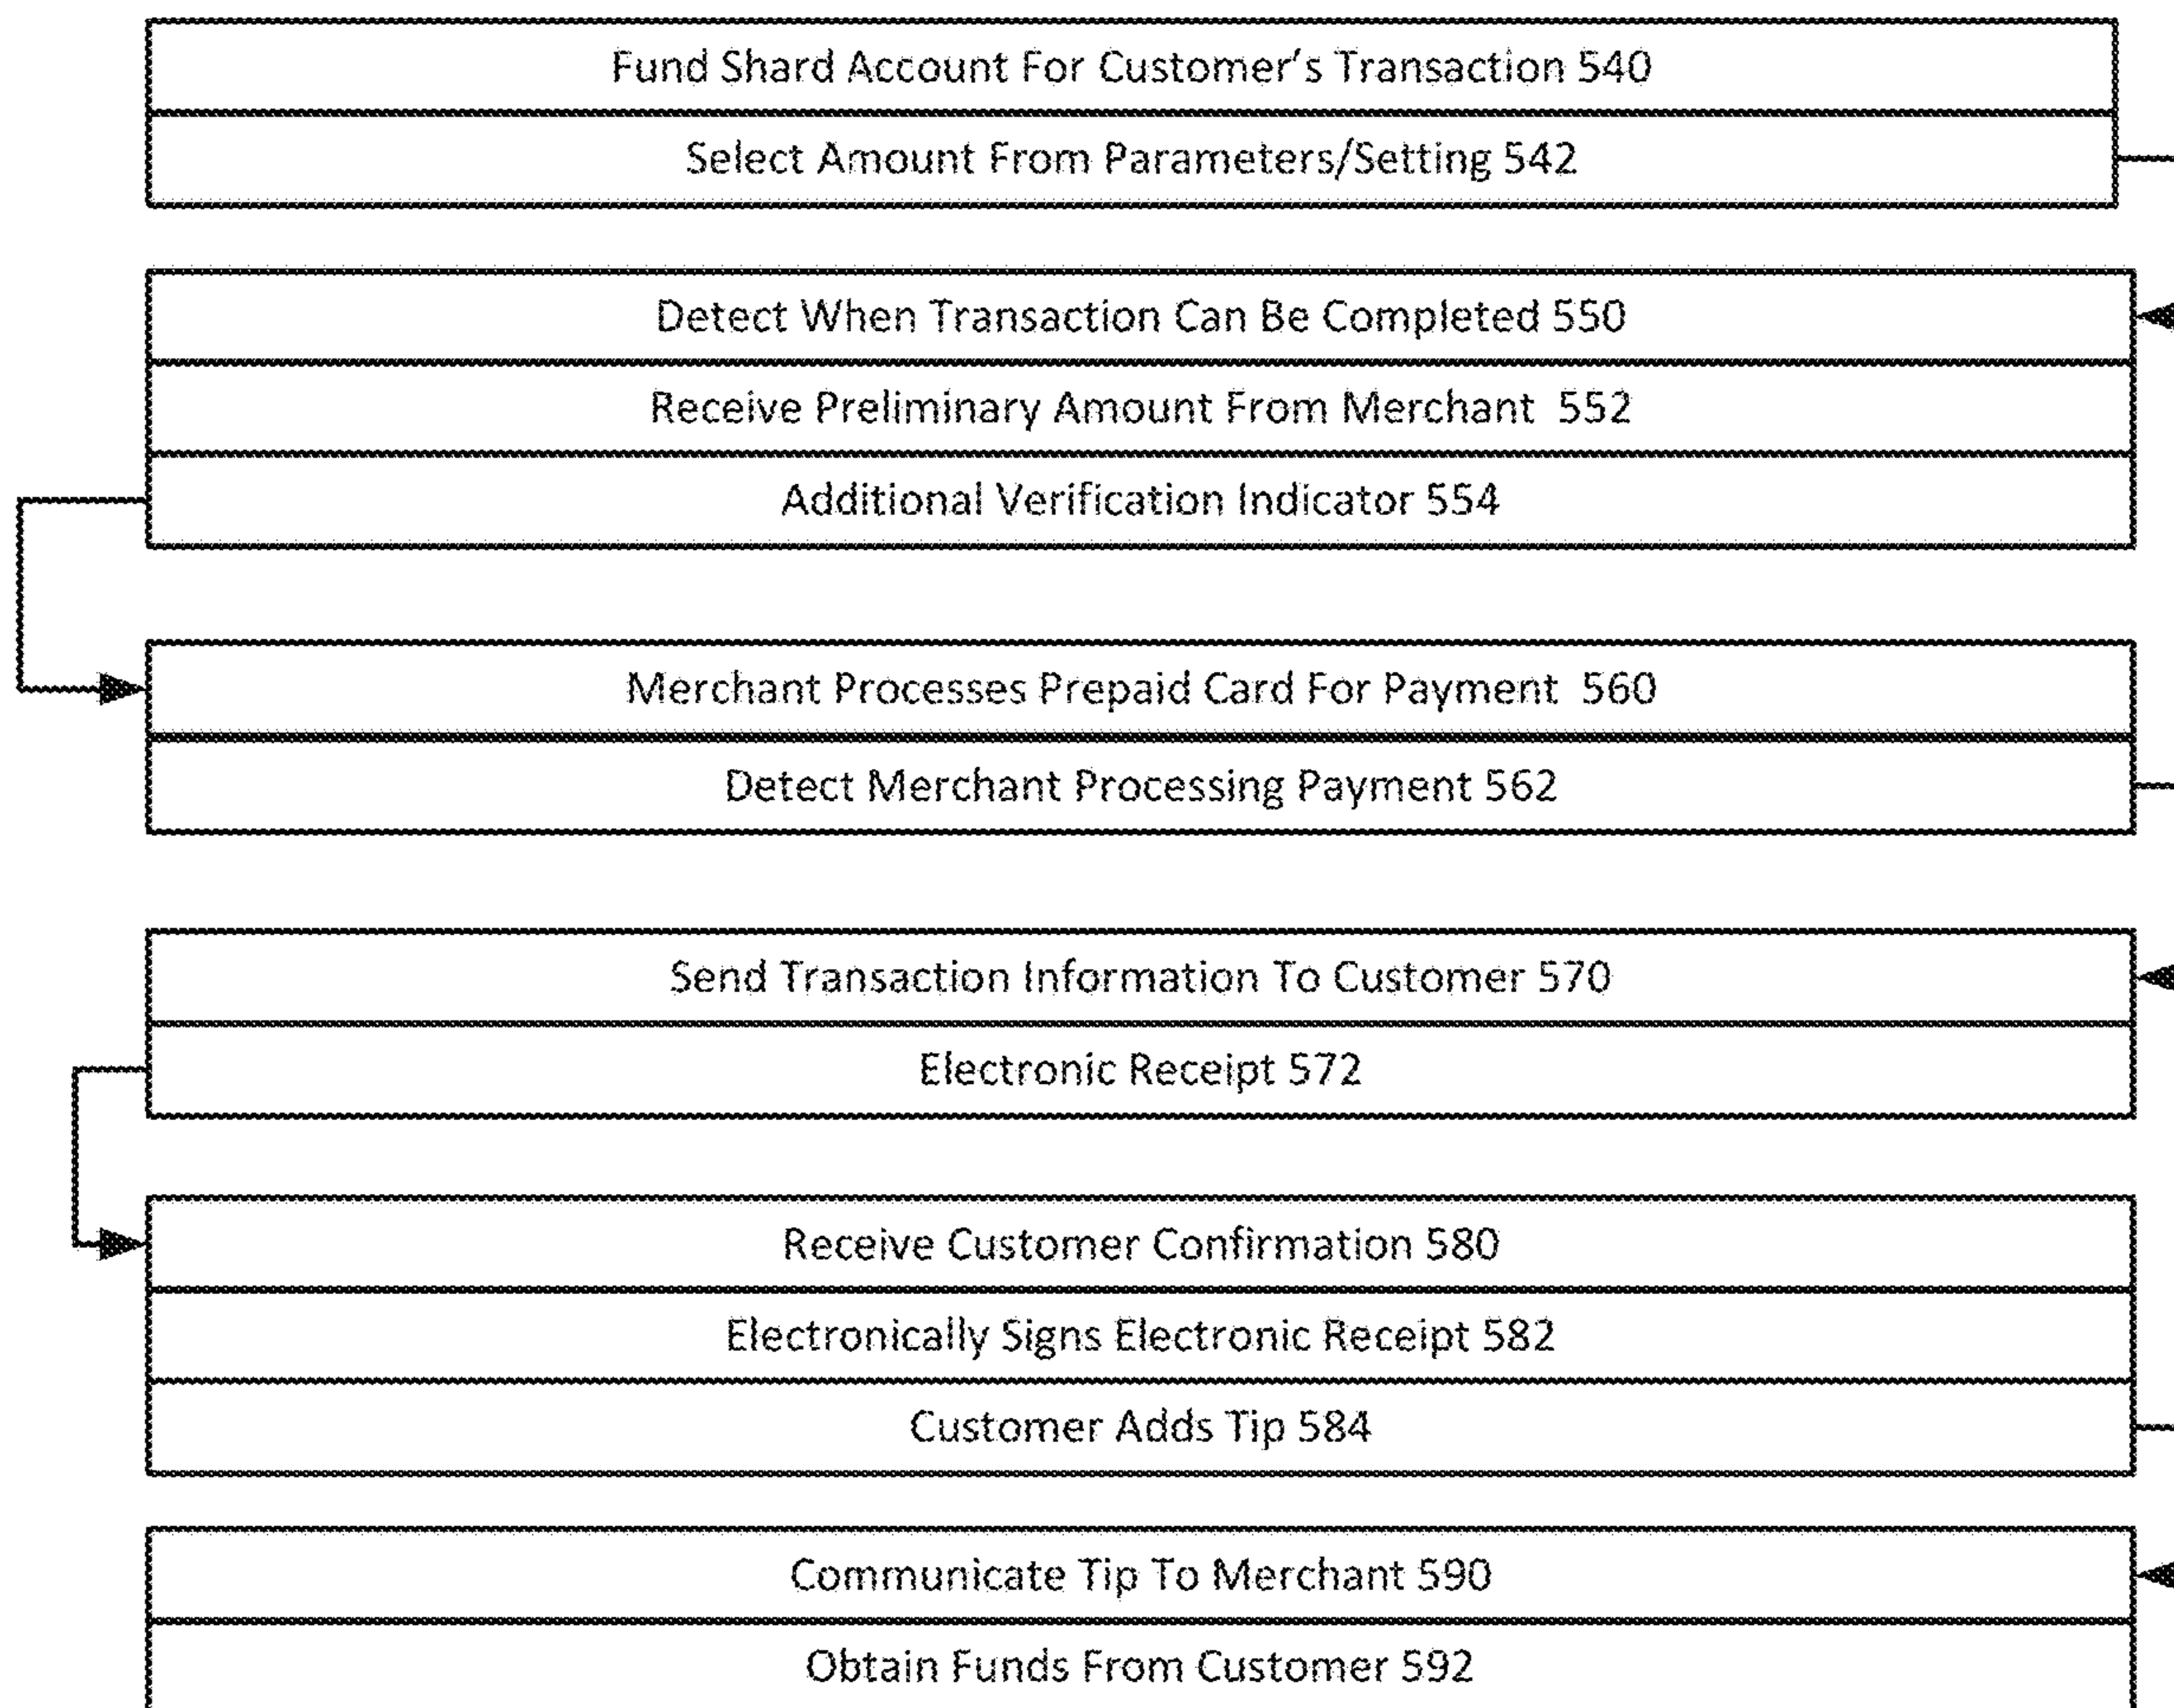 Fund Shard Account For Customer's Transaction 540
Select Amount From Parameters/Setting 542
Detect When Transaction Can Be Completed 550
Receive Preliminary Amount From Merchant 552
Additional Verification Indicator 554
Merchant Processes Prepaid Card For Payment 560
Detect Merchant Processing Payment 562
Send Transaction Information To Customer 570
Electronic Receipt 572
Receive Customer Confirmation 580
Electronically Signs Electronic Receipt 582
Customer Adds Tip 584
Communicate Tip To Merchant 590
Obtain Funds From Customer 592